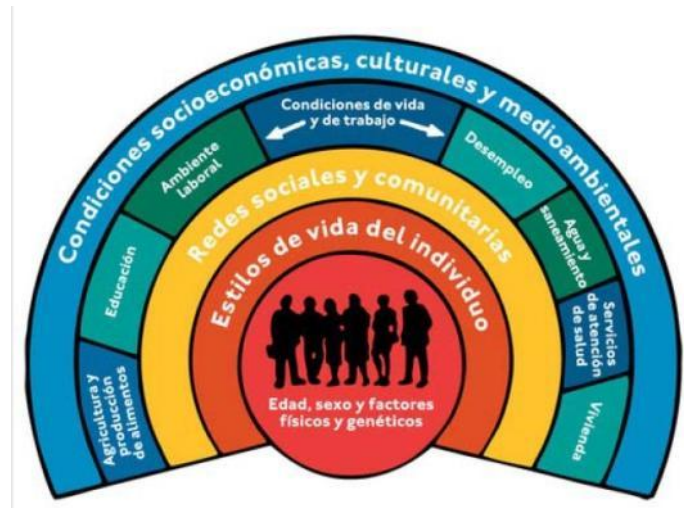 Condiciones socioeconómicas, culturales y medioambientales
Condiciones de vida
y de trabajo
Agricultura y
producción
de alimentos
Educación
Ambiente
laboral
Desempleo
Agua y
saneamiento
Servicios
de atención
de salud
Vivienda
Redes sociales y comunitarias
Estilos de vida del individuo
Edad, sexo y factores
físicos y genéticos